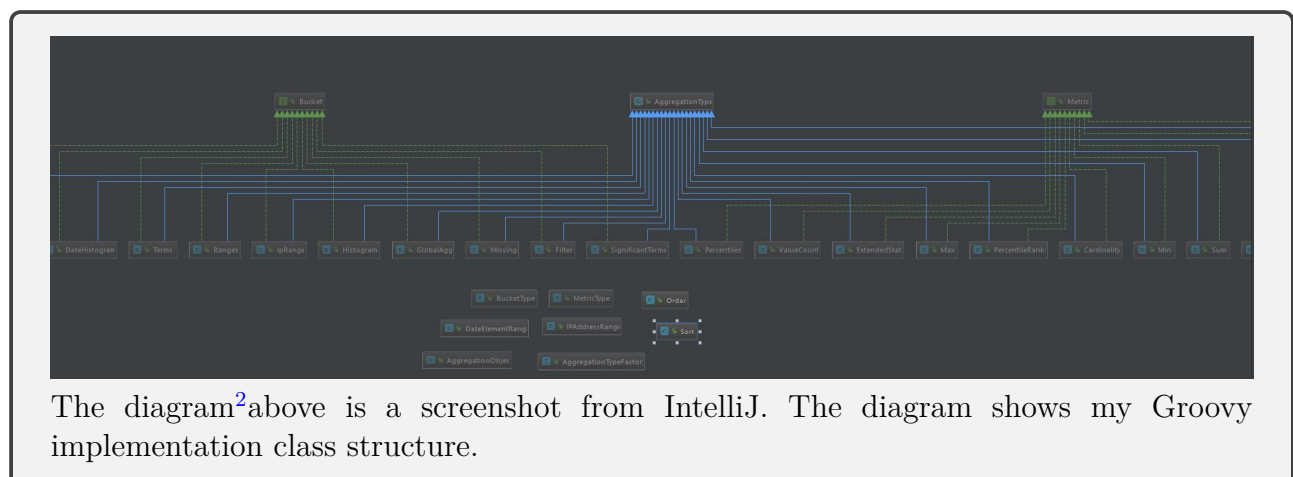 Bucket AggregationType Metric
DateHistogram Terms Ranges IpRange Histogram GlobalAgg Missing Filter SignificantTerms Percentiles ValueCount ExtendedStat Max PercentileRank Cardinality Min Sum
BucketType MetricType Order
DateElementRang IPAddressRange Sort
AggregationObjec AggregationTypeFactor
The diagram2above is a screenshot from IntelliJ. The diagram shows my Groovy
implementation class structure.